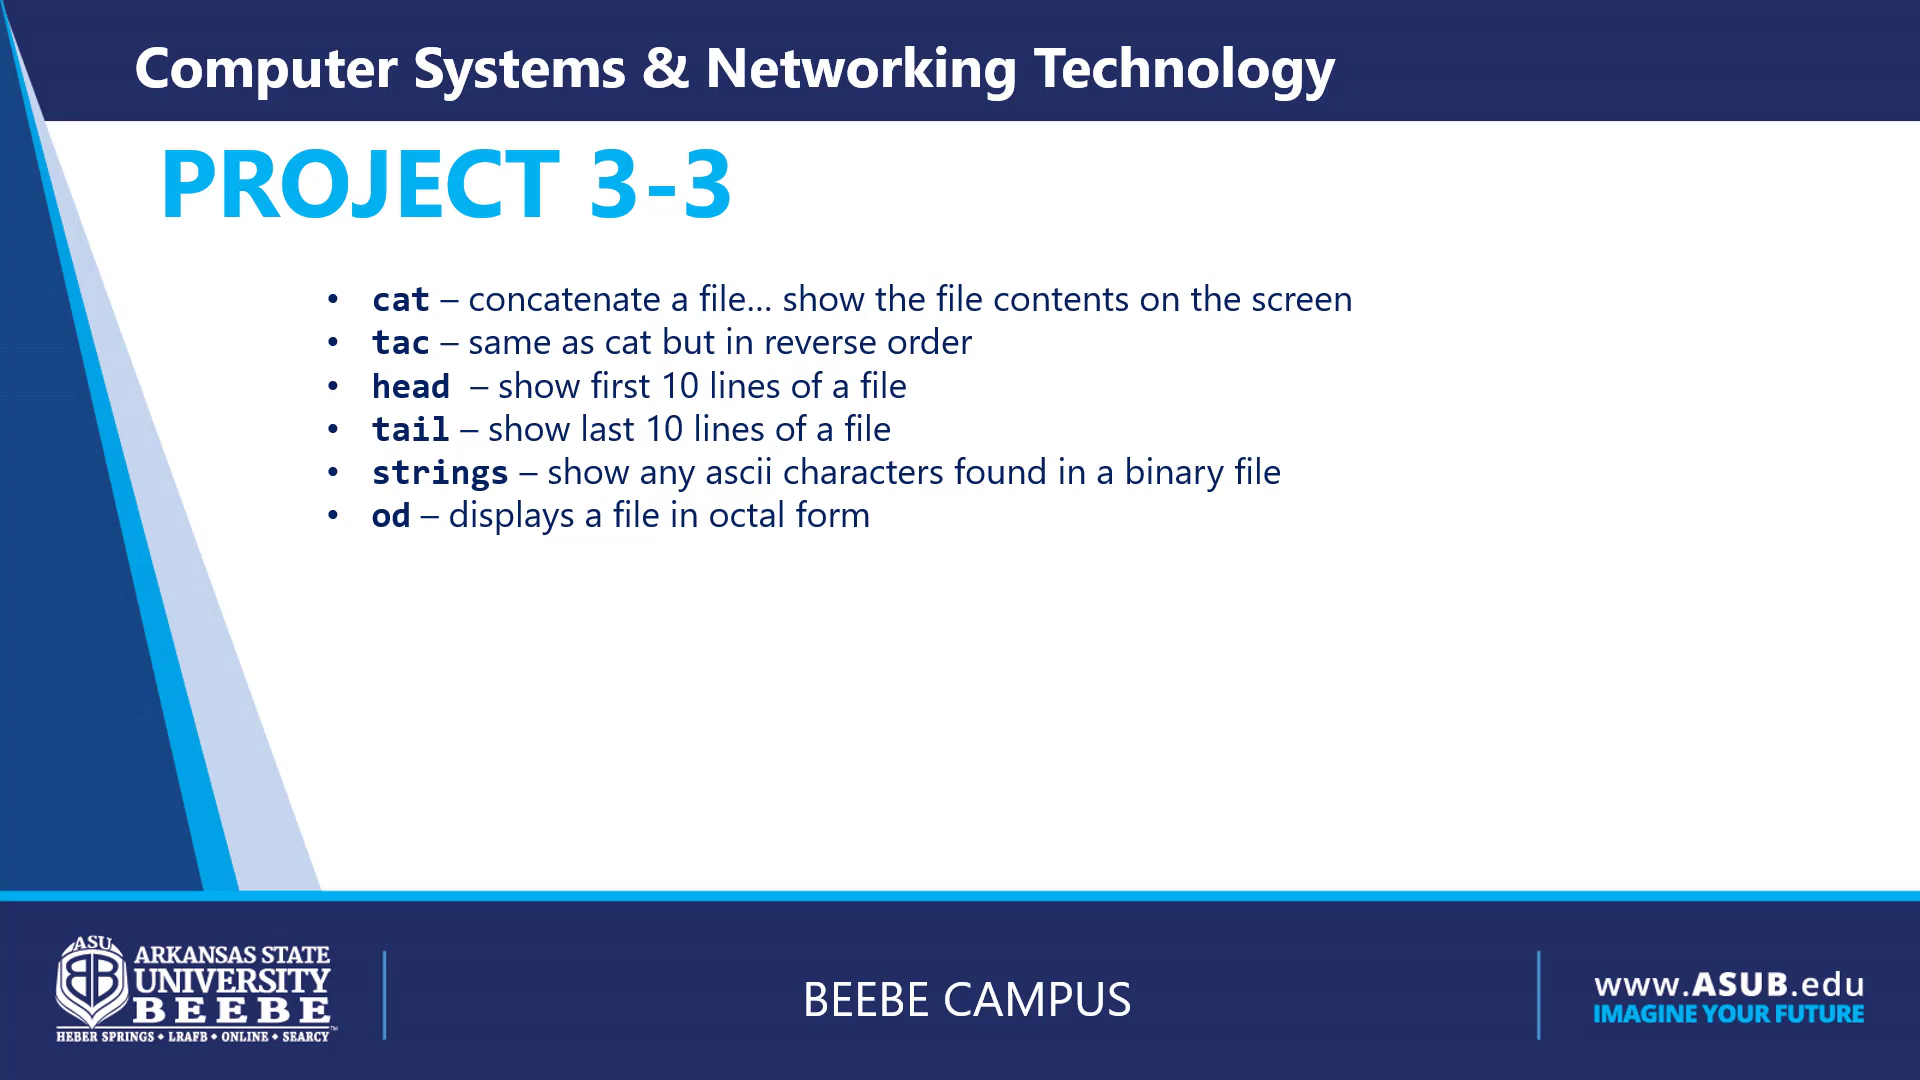 Computer Systems & Networking Technology
PROJECT 3-3
• cat – concatenate a file... show the file contents on the screen
• tac – same as cat but in reverse order
• head – show first 10 lines of a file
• tail – show last 10 lines of a file
• strings – show any ascii characters found in a binary file
• od – displays a file in octal form
ASU
ARKANSAS STATE
UNIVERSITY
BEEBE
HEBER SPRINGS • LRAFB • ONLINE • SEARCY
BEEBE CAMPUS
www.ASUB.edu
IMAGINE YOUR FUTURE